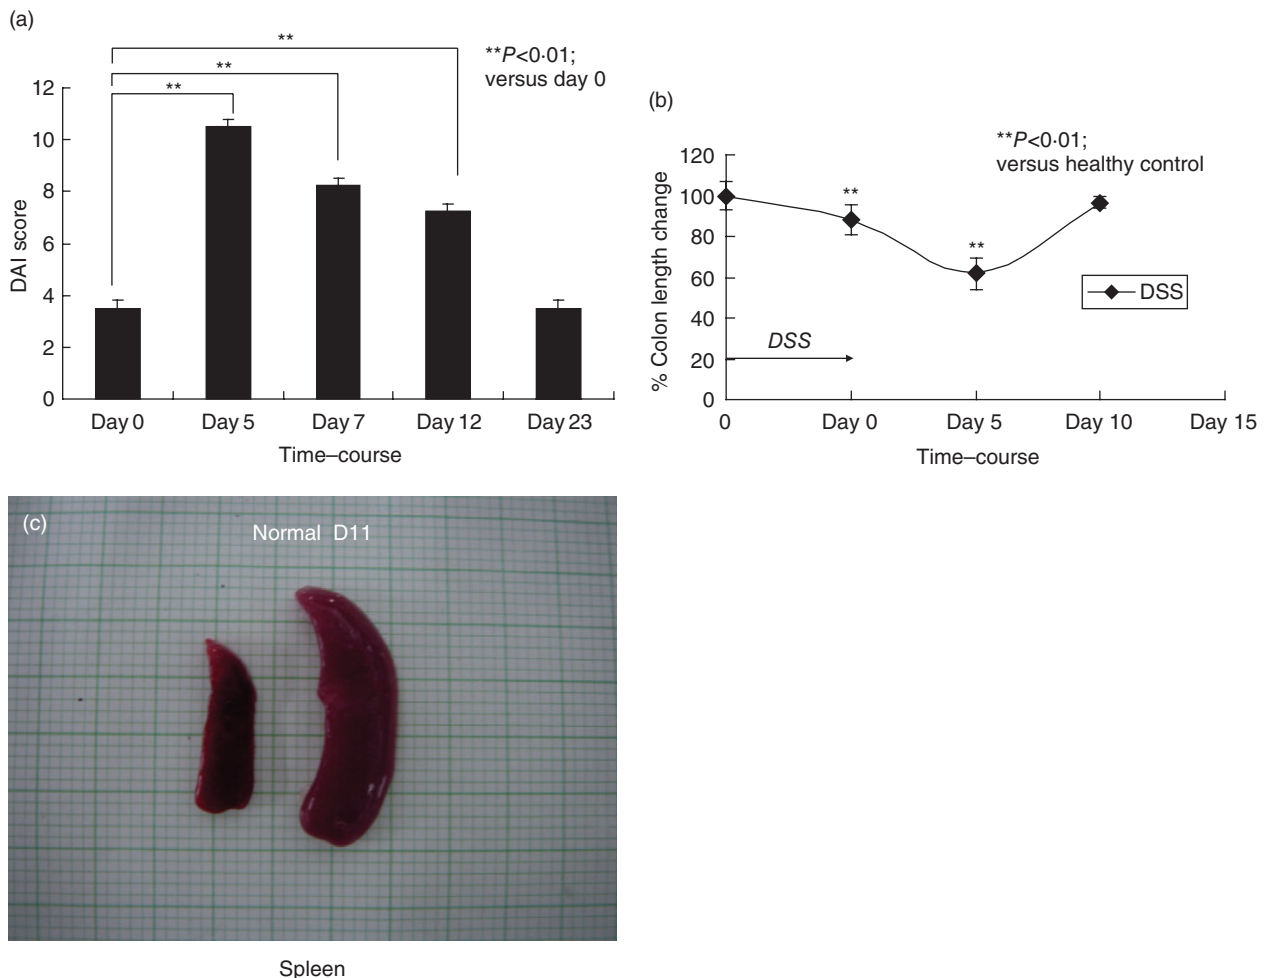 (a)
**
**
**
**P<0·01;
versus day 0
12
10
8
6
4
2
0
DAI score
Day 0
Day 5
Day 7
Day 12
Day 23
Time–course
(b)
**P<0·01;
versus healthy control
120
100
80
60
40
20
0
% Colon length change
**
**
DSS
DSS
0
Day 0
Day 5
Day 10
Day 15
Time–course
(c)
Normal D11
Spleen